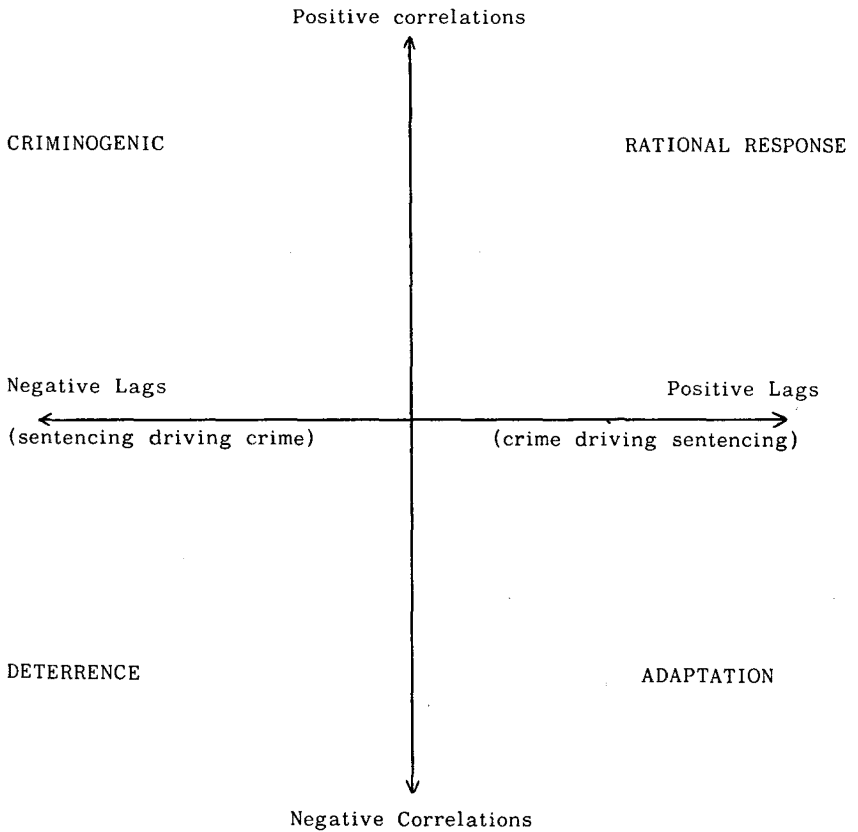 Positive correlations
CRIMINOGENIC
RATIONAL RESPONSE
Negative Lags
Positive Lags
(sentencing driving crime)
(crime driving sentencing)
DETERRENCE
ADAPTATION
Negative Correlations